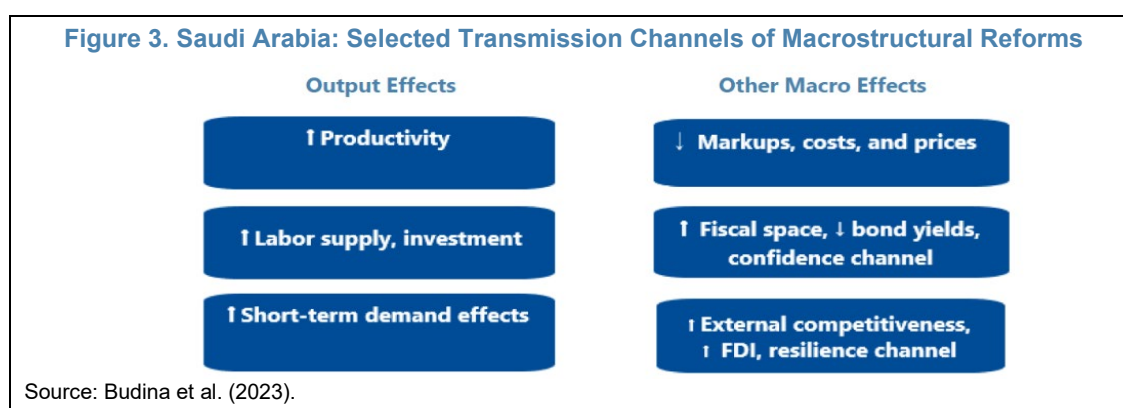 Figure 3. Saudi Arabia: Selected Transmission Channels of Macrostructural Reforms
Output Effects
↑ Productivity
↑ Labor supply, investment
↑ Short-term demand effects
Other Macro Effects
↓ Markups, costs, and prices
↑ Fiscal space, ↓ bond yields,
confidence channel
↑ External competitiveness,
↑ FDI, resilience channel
Source: Budina et al. (2023).